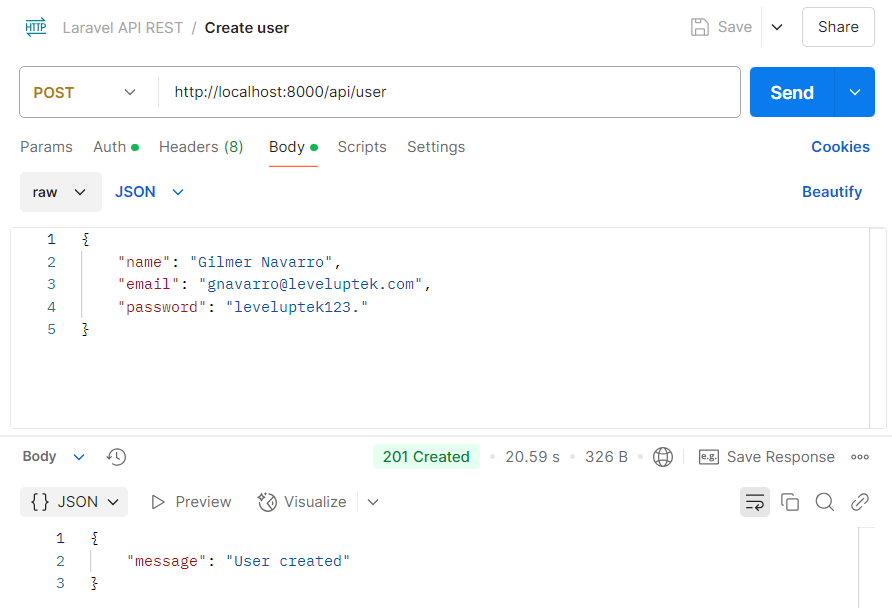 HTTP Laravel API REST / Create user Save Share
POST http://localhost:8000/api/user Send
Params Auth Headers (8) Body Scripts Settings Cookies
raw JSON Beautify
1 {
2 "name": "Gilmer Navarro",
3 "email": "gnavarro@leveluptek.com",
4 "password": "leveluptek123."
5 }
Body 201 Created • 20.59 s • 326 B • e.g. Save Response
{} JSON Preview Visualize
1 {
2 "message": "User created"
3 }